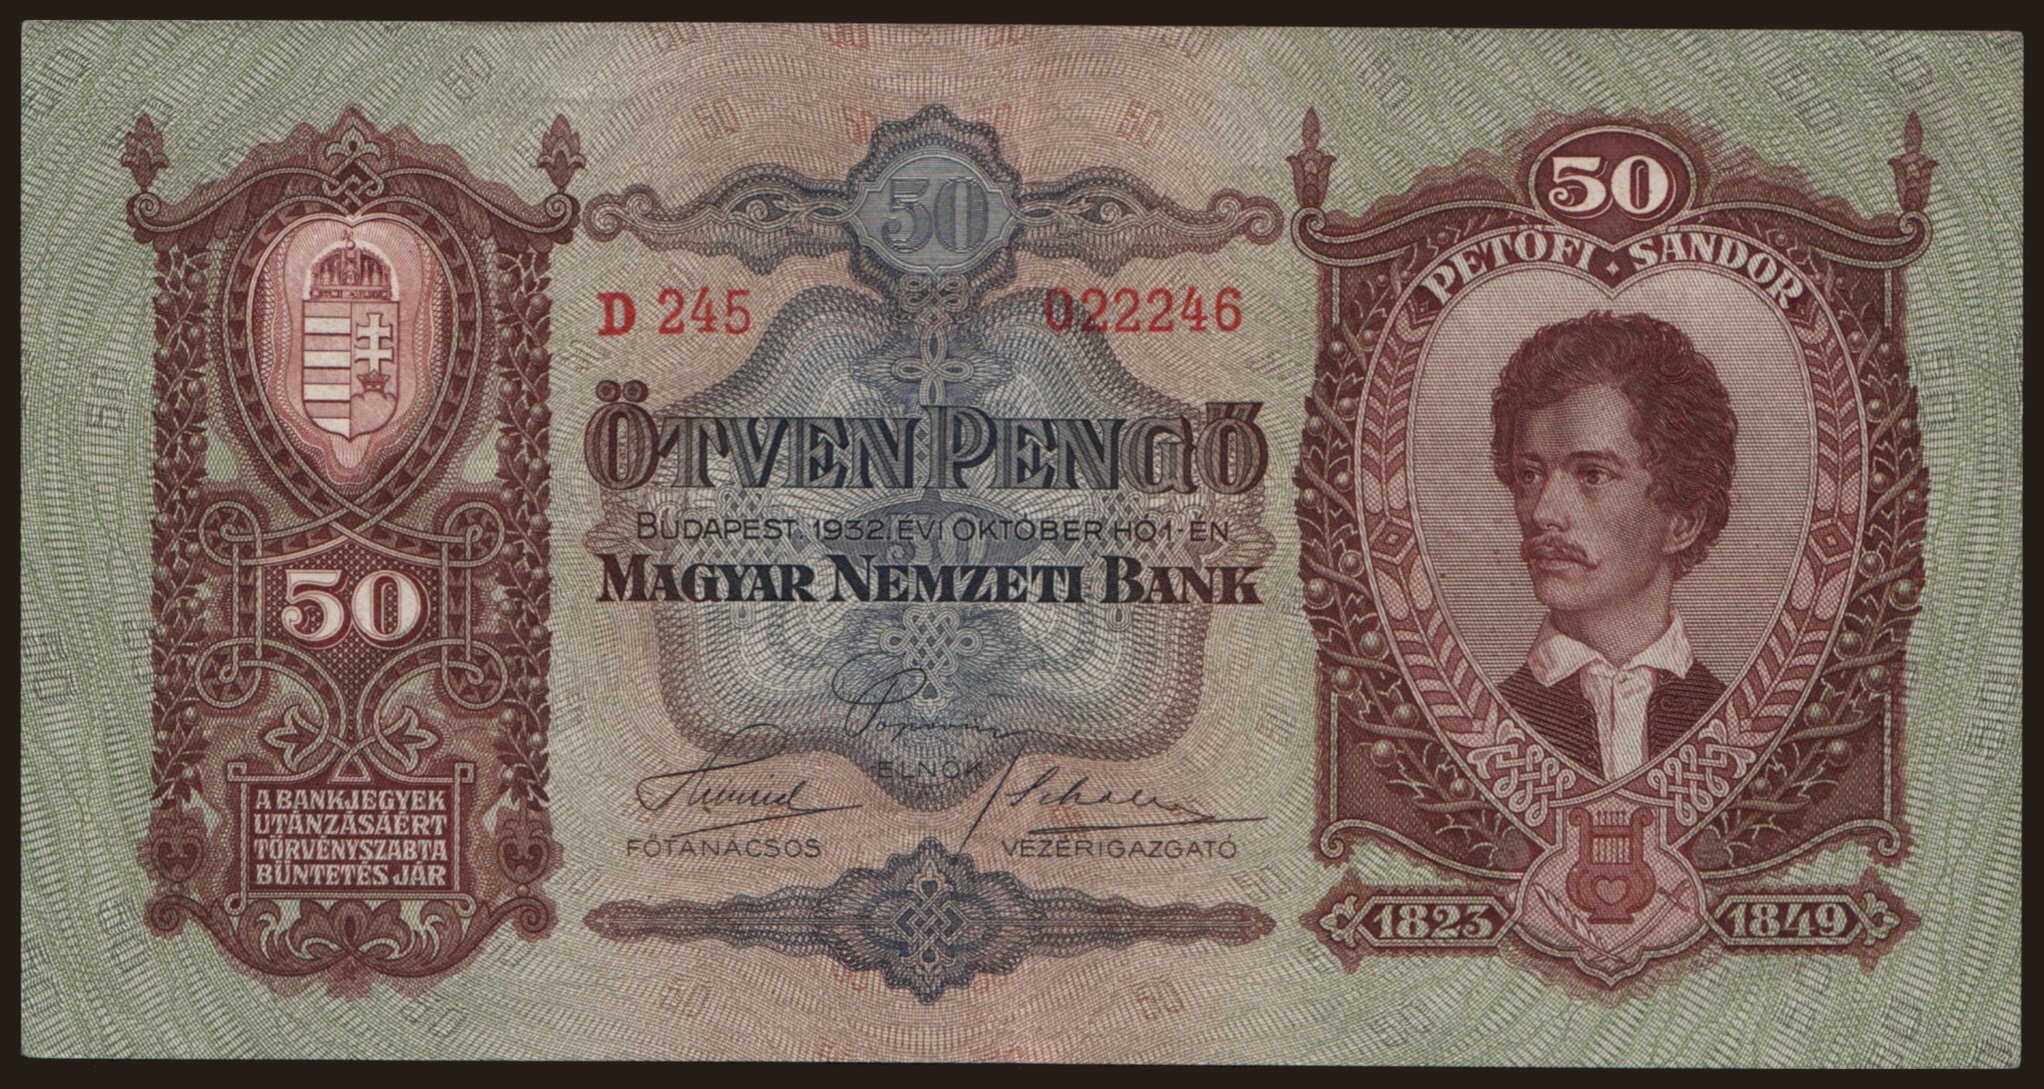 50
50
PETŐFI · SÁNDOR
D 245 022246
ÖTVEN PENGŐ
BUDAPEST, 1932. ÉVI OKTÓBER HÓ 1-ÉN
MAGYAR NEMZETI BANK
50
ELNÖK
FŐTANÁCSOS VEZÉRIGAZGATÓ
A BANKJEGYEK
UTÁNZÁSÁÉRT
TÖRVÉNYSZABTA
BÜNTETÉS JÁR
1823 1849